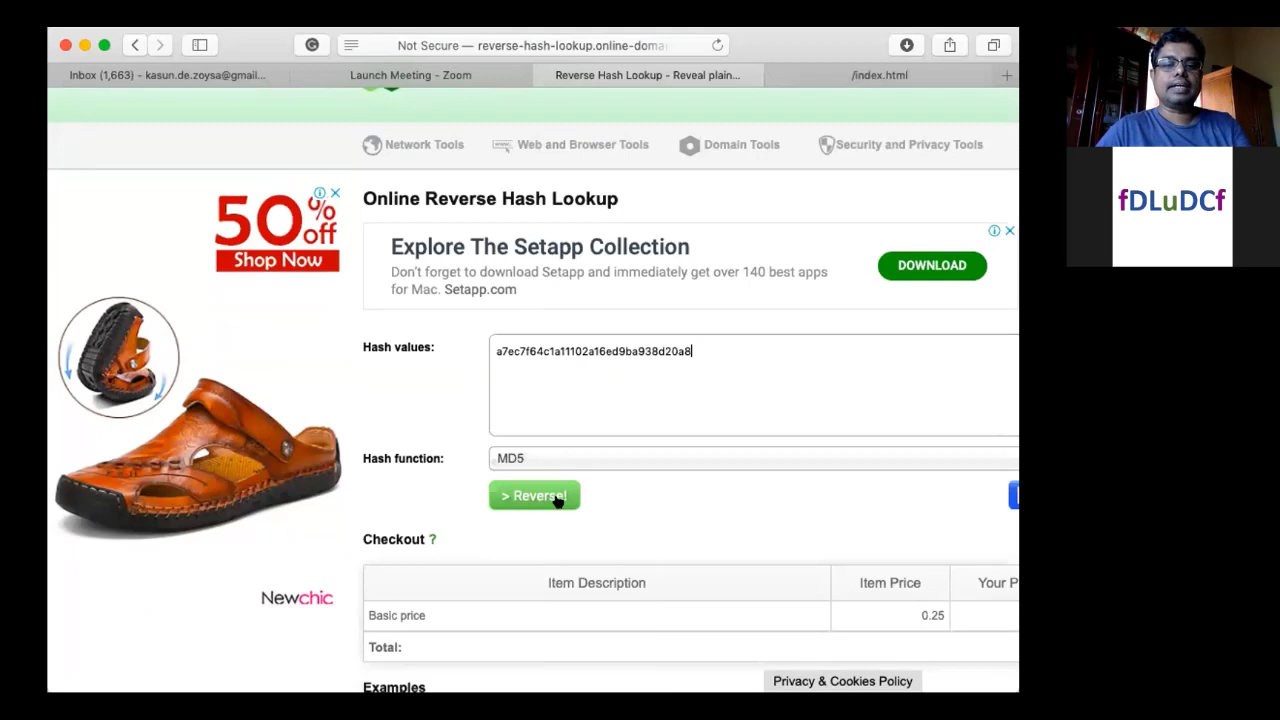 Not Secure — reverse-hash-lookup.online-doma
Inbox (1,663) - kasun.de.zoysa@gmail...
Launch Meeting - Zoom
Reverse Hash Lookup - Reveal plain...
/index.html
Network Tools
Web and Browser Tools
Domain Tools
Security and Privacy Tools
50% off
Shop Now
Newchic
Online Reverse Hash Lookup
Explore The Setapp Collection
Don't forget to download Setapp and immediately get over 140 best apps
for Mac. Setapp.com
DOWNLOAD
Hash values:
a7ec7f64c1a11102a16ed9ba938d20a8
Hash function:
MD5
> Reverse!
Checkout ?
Item Description
Item Price
Your P
Basic price
0.25
Total:
Examples
Privacy & Cookies Policy
fDLuDCf